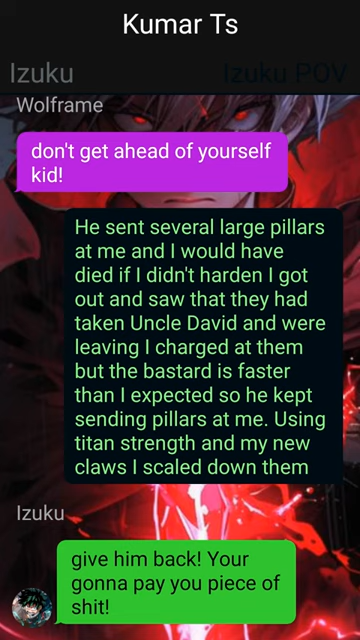 Kumar Ts
Izuku
Izuku POV
Wolframe
don't get ahead of yourself
kid!
He sent several large pillars
at me and I would have
died if I didn't harden I got
out and saw that they had
taken Uncle David and were
leaving I charged at them
but the bastard is faster
than I expected so he kept
sending pillars at me. Using
titan strength and my new
claws I scaled down them
Izuku
give him back! Your
gonna pay you piece of
shit!